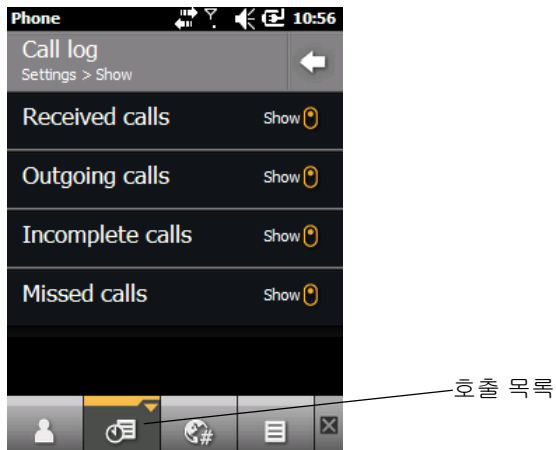 Phone 10:56
Call log
Settings > Show
Received calls Show
Outgoing calls Show
Incomplete calls Show
Missed calls Show
#
호출 목록